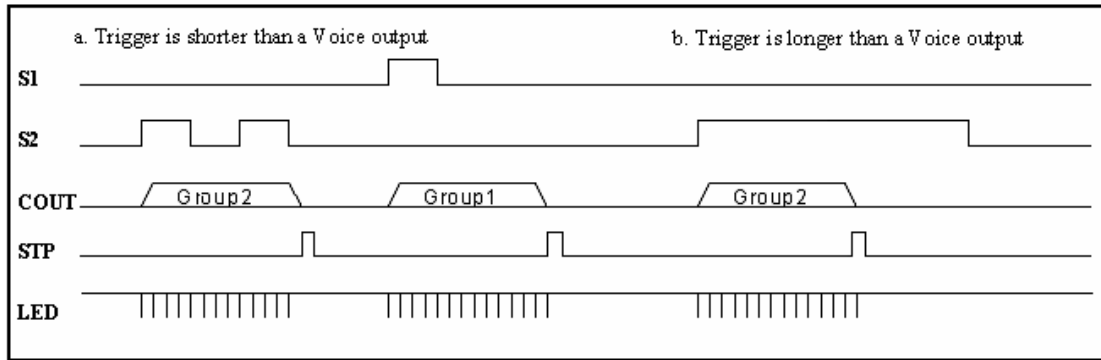 a. Trigger is shorter than a Voice output
b. Trigger is longer than a Voice output
S1
S2
COUT Group2 Group1 Group2
STP
LED